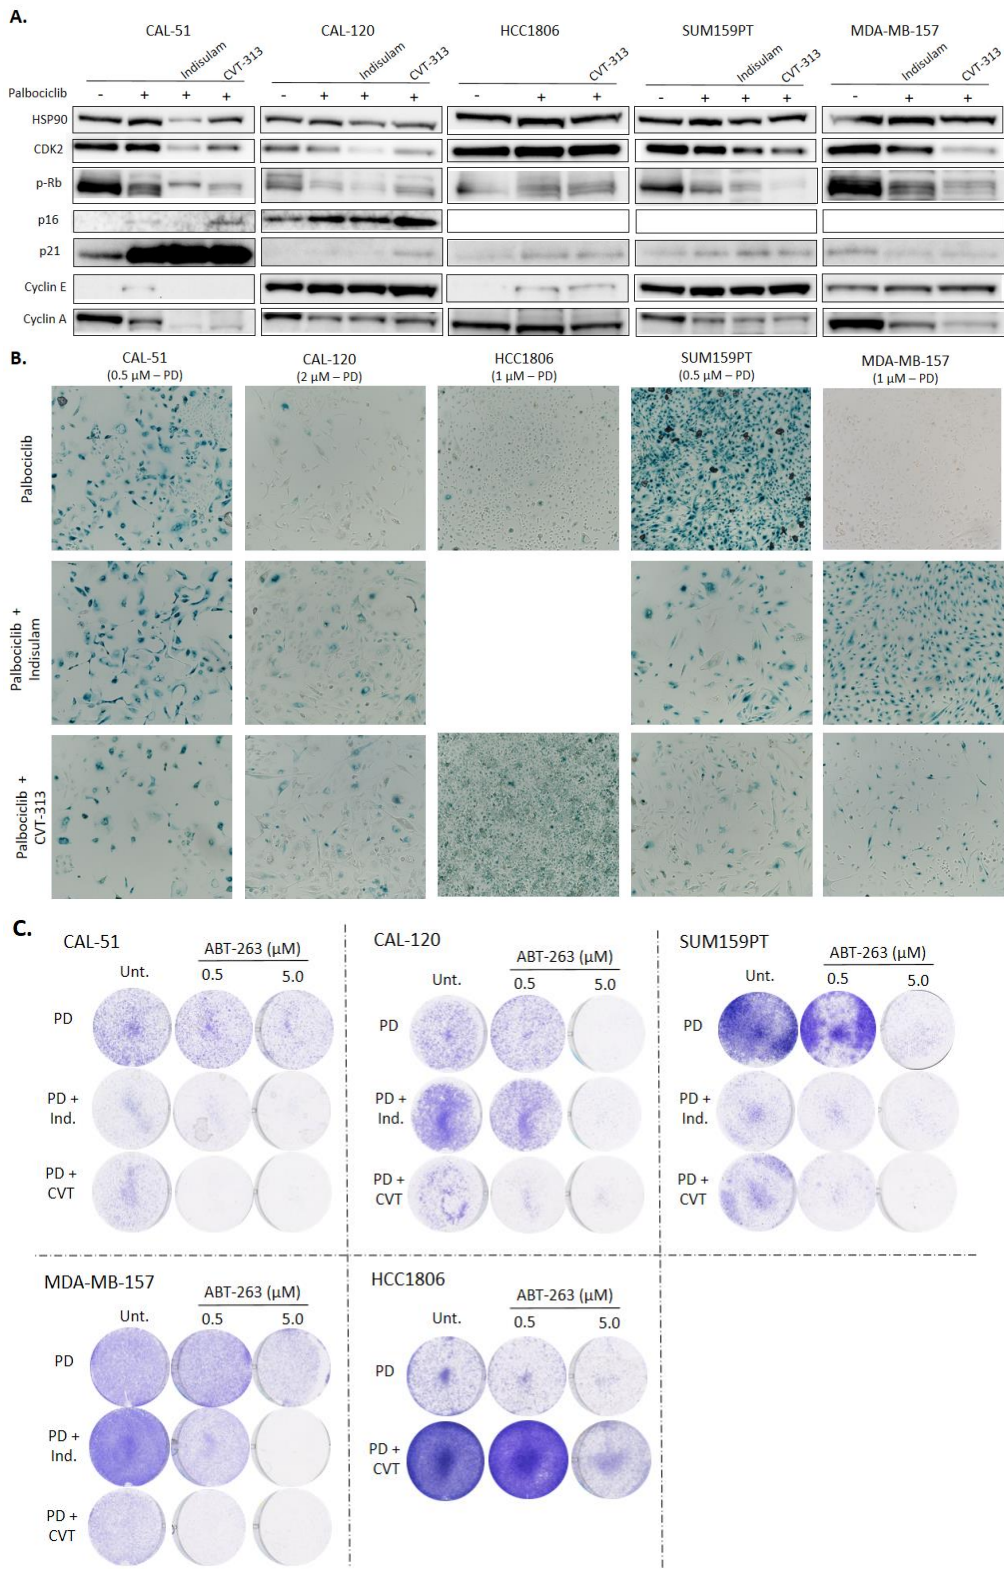 A.
CAL-51 CAL-120 HCC1806 SUM159PT MDA-MB-157
Indisulam CVT-313 Indisulam CVT-313 CVT-313 Indisulam CVT-313 Indisulam CVT-313
Palbociclib - + + + - + + + - + + - + + + - + +
HSP90
CDK2
p-Rb
p16
p21
Cyclin E
Cyclin A
B.
CAL-51 CAL-120 HCC1806 SUM159PT MDA-MB-157
(0.5 µM – PD) (2 µM – PD) (1 µM – PD) (0.5 µM – PD) (1 µM – PD)
Palbociclib
Palbociclib +
Indisulam
Palbociclib +
CVT-313
C.
CAL-51
ABT-263 (µM)
Unt. 0.5 5.0
PD
PD +
Ind.
PD +
CVT
CAL-120
ABT-263 (µM)
Unt. 0.5 5.0
PD
PD +
Ind.
PD +
CVT
SUM159PT
ABT-263 (µM)
Unt. 0.5 5.0
PD
PD +
Ind.
PD +
CVT
MDA-MB-157
ABT-263 (µM)
Unt. 0.5 5.0
PD
PD +
Ind.
PD +
CVT
HCC1806
ABT-263 (µM)
Unt. 0.5 5.0
PD
PD +
CVT